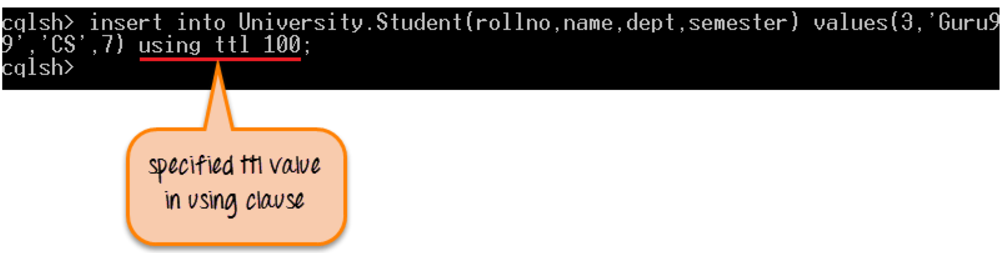 cqlsh> insert into University.Student(rollno,name,dept,semester) values(3,'Guru9
9','CS',7) using ttl 100;
cqlsh>
specified ttl value
in using clause